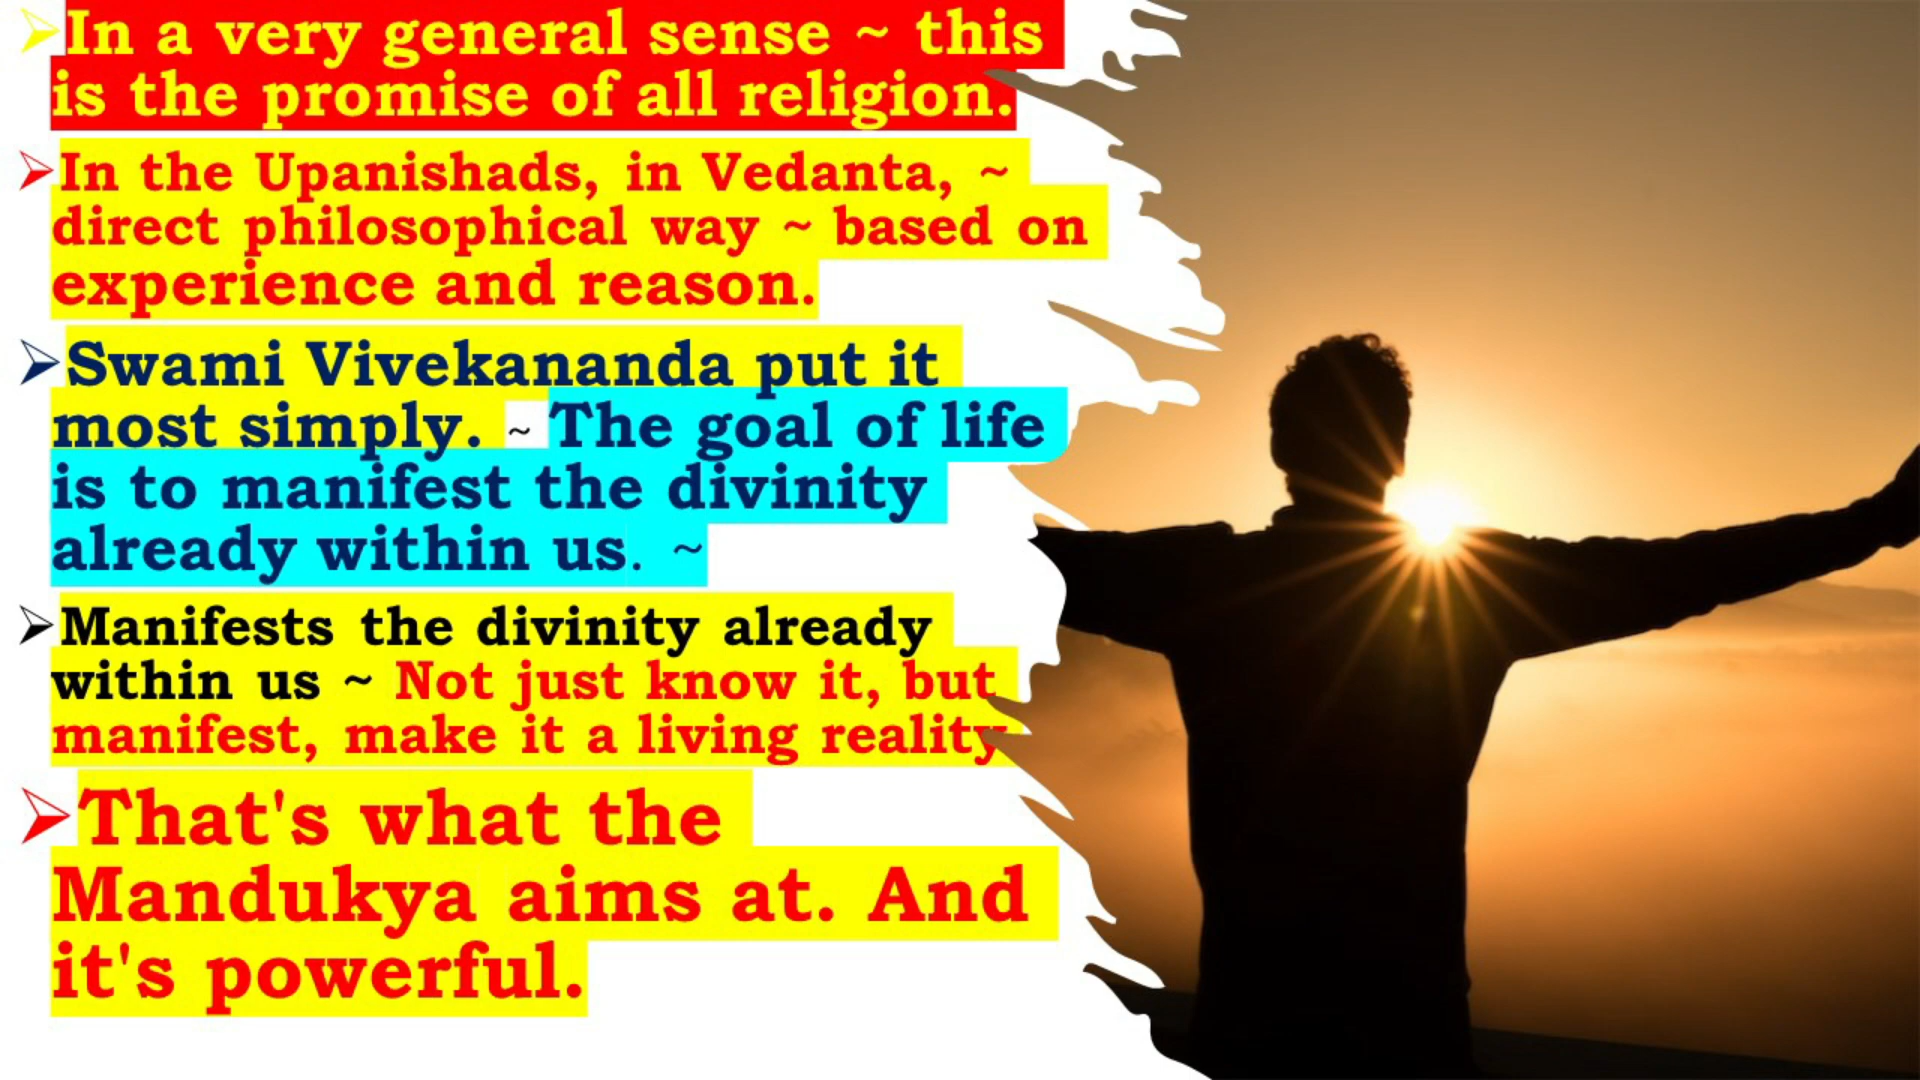 ➢In a very general sense ~ this
is the promise of all religion.
➢In the Upanishads, in Vedanta, ~
direct philosophical way ~ based on
experience and reason.
➢Swami Vivekananda put it
most simply. ~ The goal of life
is to manifest the divinity
already within us. ~
➢Manifests the divinity already
within us ~ Not just know it, but
manifest, make it a living reality
➢That's what the
Mandukya aims at. And
it's powerful.